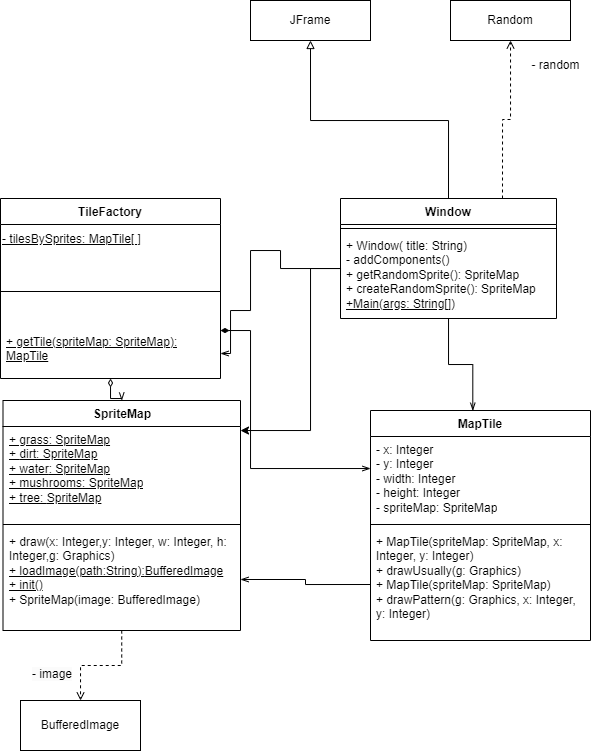 JFrame
Random
- random
TileFactory
- tilesBySprites: MapTile[ ]
+ getTile(spriteMap: SpriteMap):
MapTile
Window
+ Window( title: String)
- addComponents()
+ getRandomSprite(): SpriteMap
+ createRandomSprite(): SpriteMap
+Main(args: String[])
SpriteMap
+ grass: SpriteMap
+ dirt: SpriteMap
+ water: SpriteMap
+ mushrooms: SpriteMap
+ tree: SpriteMap
+ draw(x: Integer,y: Integer, w: Integer, h:
Integer,g: Graphics)
+ loadImage(path:String):BufferedImage
+ init()
+ SpriteMap(image: BufferedImage)
MapTile
- x: Integer
- y: Integer
- width: Integer
- height: Integer
- spriteMap: SpriteMap
+ MapTile(spriteMap: SpriteMap, x:
Integer, y: Integer)
+ drawUsually(g: Graphics)
+ MapTile(spriteMap: SpriteMap)
+ drawPattern(g: Graphics, x: Integer,
y: Integer)
- image
BufferedImage